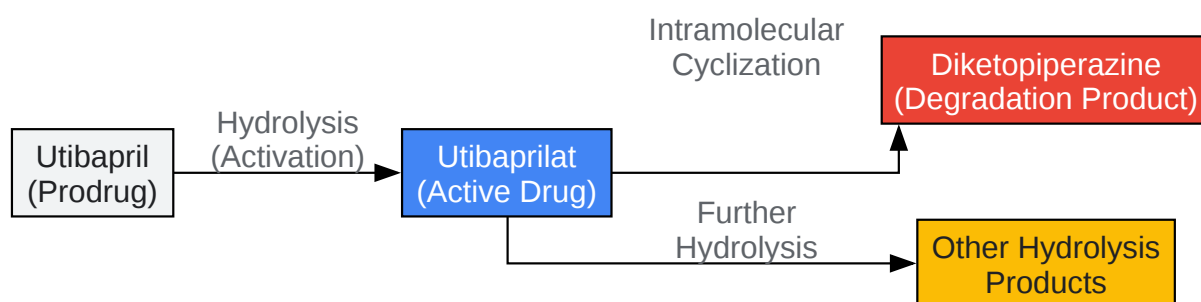 Intramolecular
Cyclization
Diketopiperazine
(Degradation Product)
Hydrolysis
(Activation)
Utibapril
(Prodrug)
Utibaprilat
(Active Drug)
Further
Hydrolysis
Other Hydrolysis
Products